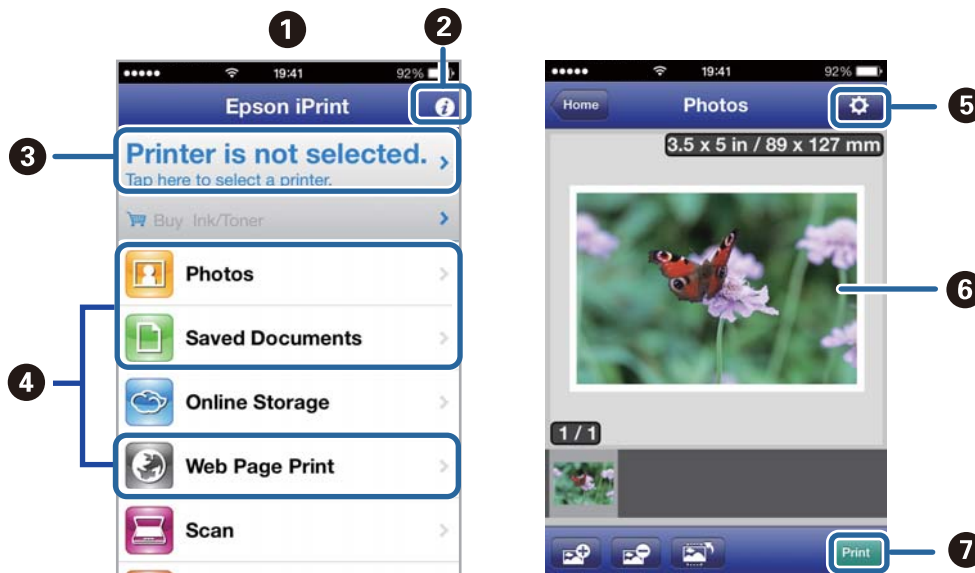 1
2
19:41
92%
Epson iPrint
i
3
Printer is not selected.
Tap here to select a printer.
Buy Ink/Toner
Photos
Saved Documents
4
Online Storage
Web Page Print
Scan
19:41
92%
Home
Photos
5
3.5 x 5 in / 89 x 127 mm
6
1 / 1
Print
7